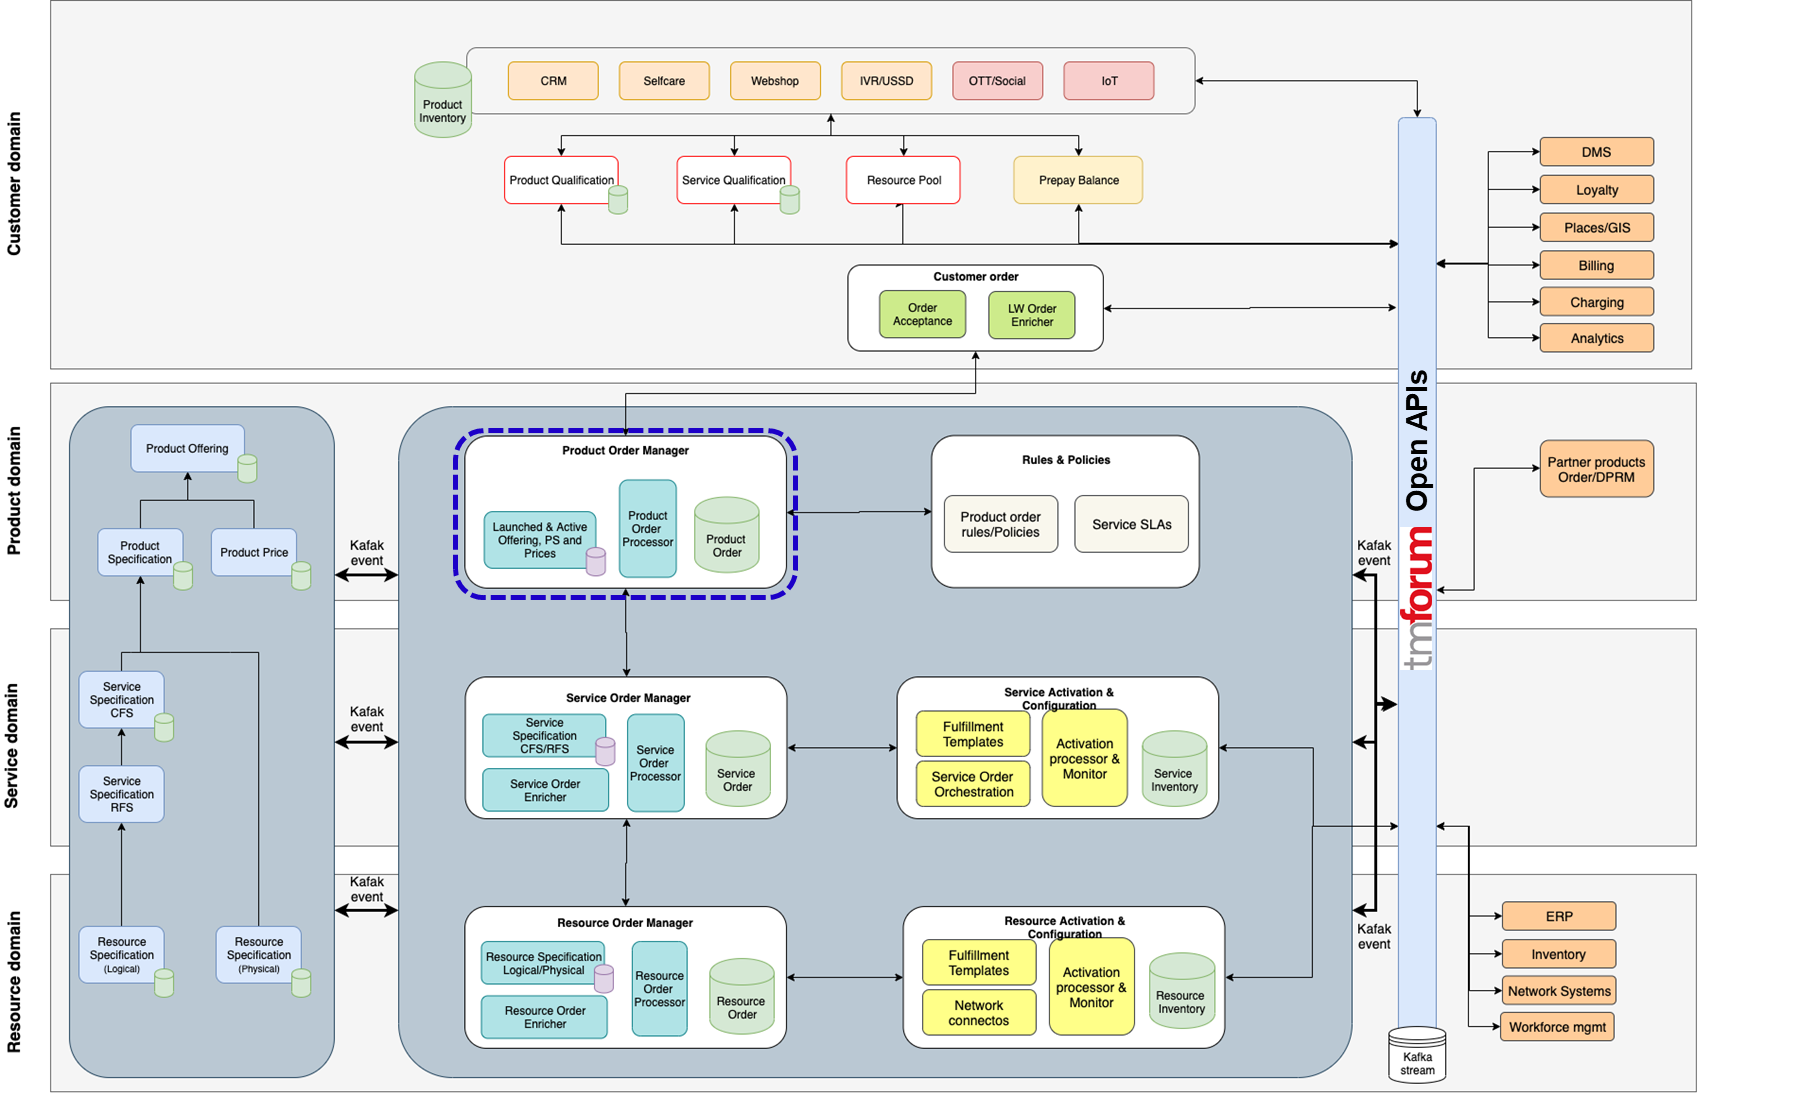 Customer domain
Product
Inventory
CRM
Selfcare
Webshop
IVR/USSD
OTT/Social
IoT
Product Qualification
Service Qualification
Resource Pool
Prepay Balance
Customer order
Order
Acceptance
LW Order
Enricher
DMS
Loyalty
Places/GIS
Billing
Charging
Analytics
tmforum Open APIs
Product domain
Product Offering
Product
Specification
Product Price
Kafak
event
Product Order Manager
Launched & Active
Offering, PS and
Prices
Product
Order
Processor
Product
Order
Rules & Policies
Product order
rules/Policies
Service SLAs
Kafak
event
Partner products
Order/DPRM
Service domain
Service
Specification
CFS
Service
Specification
RFS
Kafak
event
Service Order Manager
Service
Specification
CFS/RFS
Service Order
Enricher
Service
Order
Processor
Service
Order
Service Activation &
Configuration
Fulfillment
Templates
Service Order
Orchestration
Activation
processor &
Monitor
Service
Inventory
Resource domain
Resource
Specification
(Logical)
Resource
Specification
(Physical)
Kafak
event
Resource Order Manager
Resource Specification
Logical/Physical
Resource Order
Enricher
Resource
Order
Processor
Resource
Order
Resource Activation &
Configuration
Fulfillment
Templates
Network
connectos
Activation
processor &
Monitor
Resource
Inventory
Kafak
event
ERP
Inventory
Network Systems
Workforce mgmt
Kafka
stream